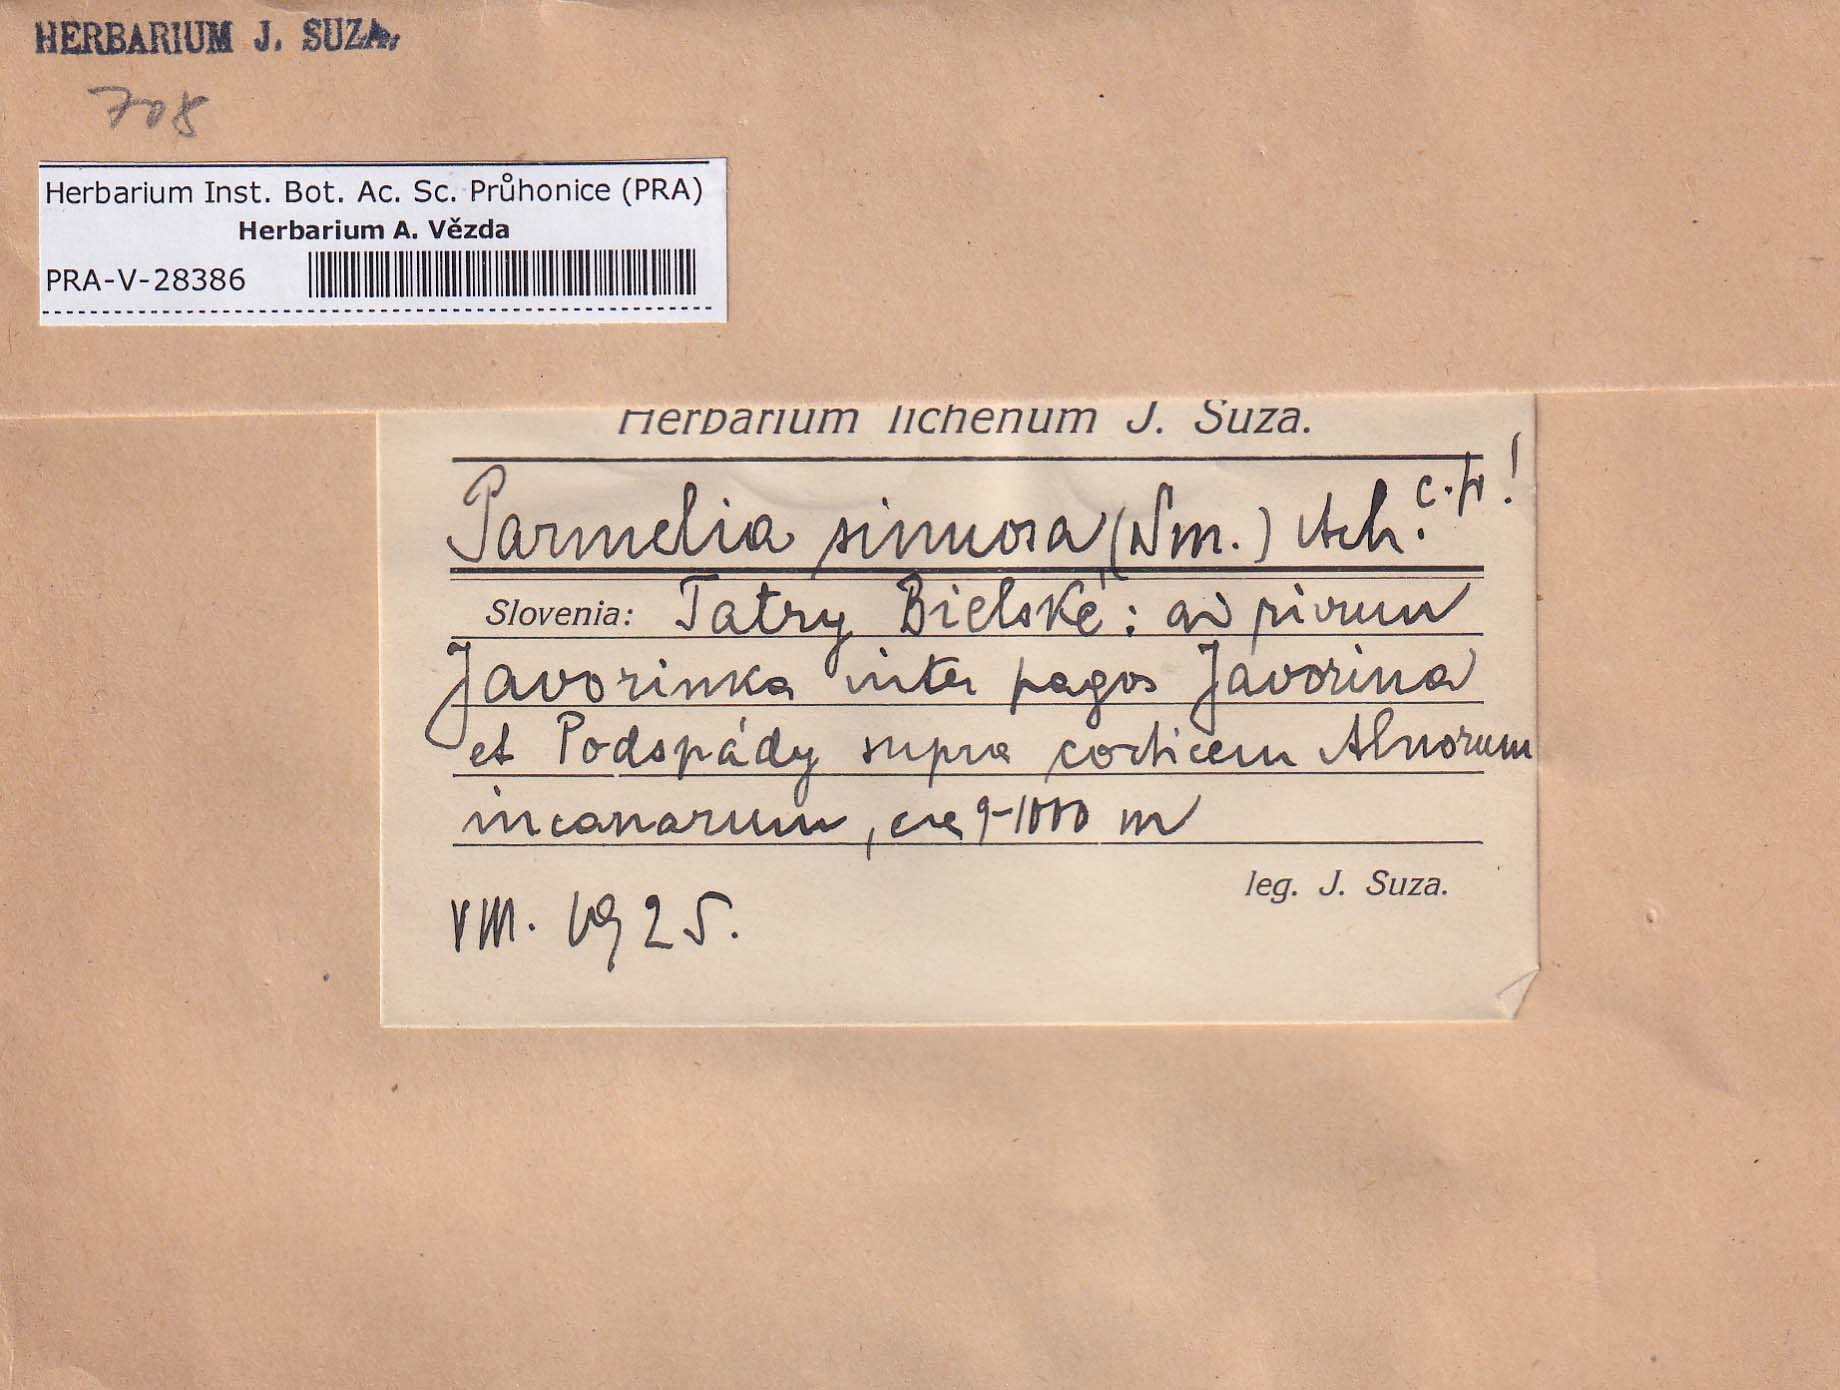 HERBARIUM J. SUZA.
708
Herbarium Inst. Bot. Ac. Sc. Průhonice (PRA)
Herbarium A. Vězda
PRA-V-28386
Herbarium lichenum J. Suza.
Parmelia sinuosa (Sm.) Ach. c. fr!
Slovenia: Tatry Bielské: ad rivum
Javorinka inter pagos Javorina
et Podspády supra corticem Alnorum
incanarum, cca 9-1000 m
leg. J. Suza.
VIII. 1925.